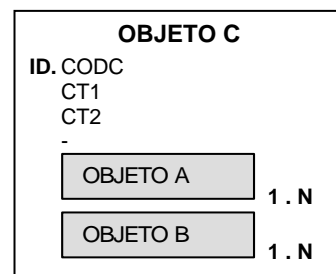 OBJETO C
ID. CODC
CT1
CT2
-
OBJETO A
1 . N
OBJETO B
1 . N